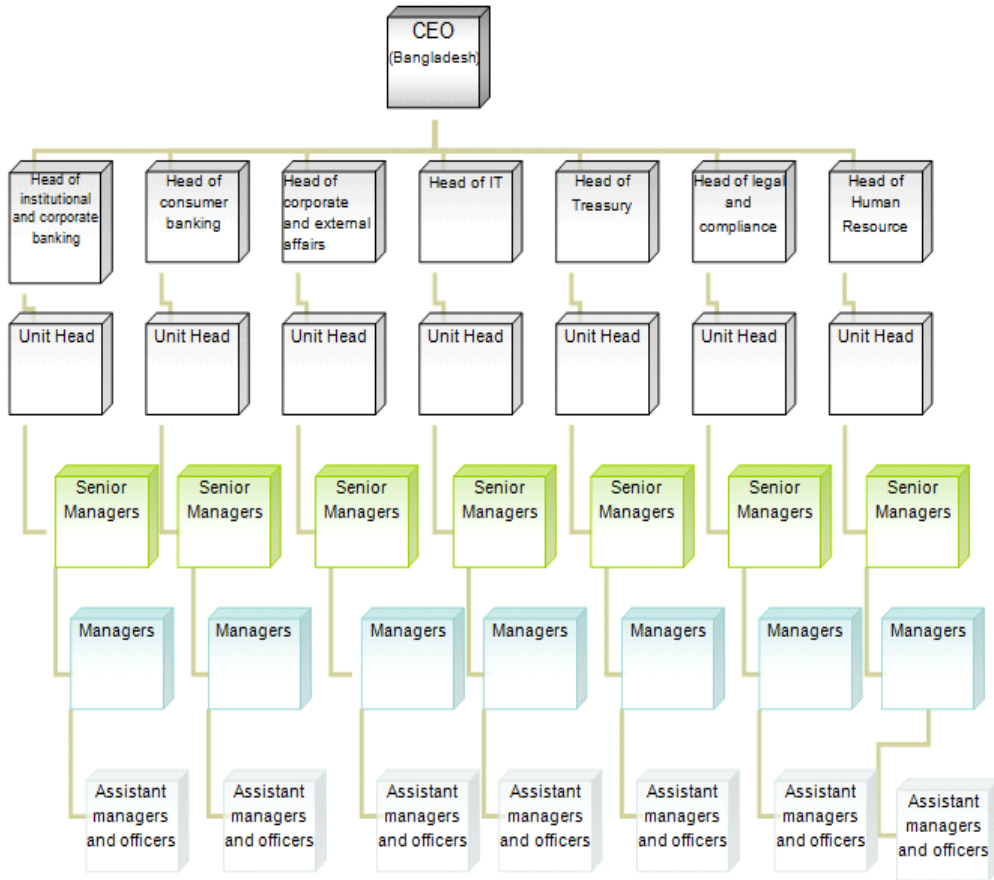 CEO
(Bangladesh)
Head of
institutional
and corporate
banking
Head of
consumer
banking
Head of
corporate
and external
affairs
Head of IT
Head of
Treasury
Head of legal
and
compliance
Head of
Human
Resource
Unit Head
Unit Head
Unit Head
Unit Head
Unit Head
Unit Head
Unit Head
Senior
Managers
Senior
Managers
Senior
Managers
Senior
Managers
Senior
Managers
Senior
Managers
Senior
Managers
Managers
Managers
Managers
Managers
Managers
Managers
Managers
Assistant
managers
and officers
Assistant
managers
and officers
Assistant
managers
and officers
Assistant
managers
and officers
Assistant
managers
and officers
Assistant
managers
and officers
Assistant
managers
and officers